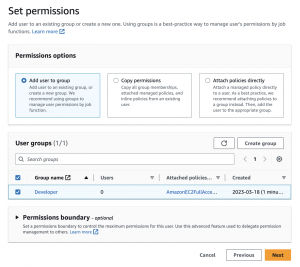 Set permissions
Add user to an existing group or create a new one. Using groups is a best-practice way to manage user's permissions by job
functions. Learn more
Permissions options
Add user to group
Add user to an existing group, or
create a new group. We
recommend using groups to
manage user permissions by job
function.
Copy permissions
Copy all group memberships,
attached managed policies, and
inline policies from an existing
user.
Attach policies directly
Attach a managed policy directly
to a user. As a best practice, we
recommend attaching policies to
a group instead. Then, add the
user to the appropriate group.
User groups (1/1)
Create group
Search groups
1
Group name
Users
Attached policies...
Created
Developer
0
AmazonEC2FullAcce...
2023-03-18 (1 minu...
Permissions boundary - optional
Set a permissions boundary to control the maximum permissions for this user. Use this advanced feature used to delegate permission
management to others. Learn more
Cancel
Previous
Next